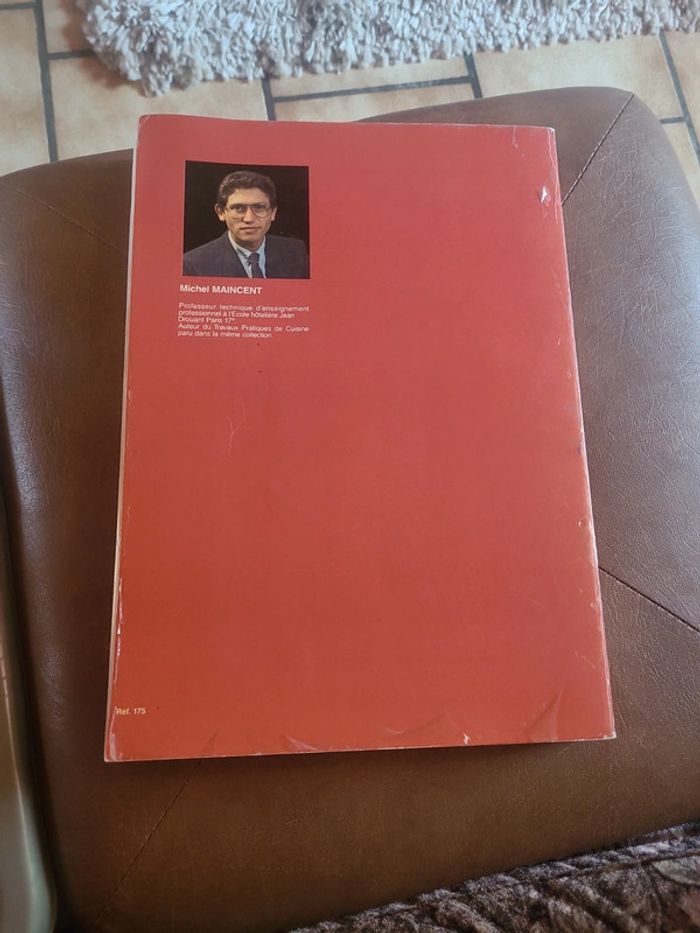 Michel MAINCENT
Professeur technique d'enseignement
professionnel à l'École hôtelière Jean
Drouant Paris 17e
Auteur du Travaux Pratiques de Cuisine
paru dans la même collection.
Réf. 175